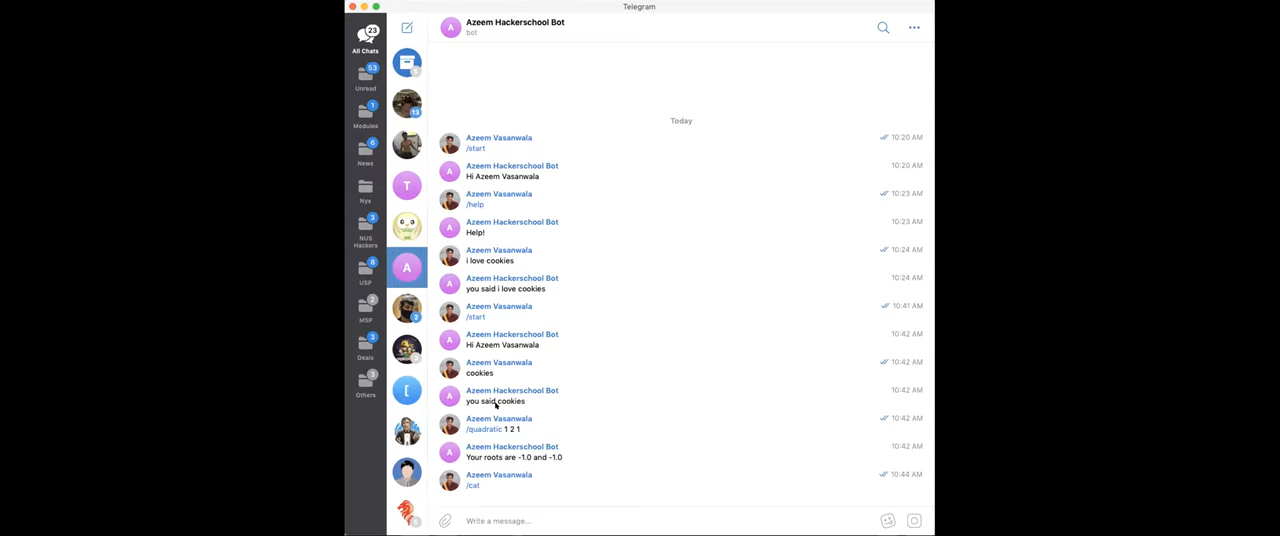 Telegram
23
All Chats
53
Unread
1
Modules
6
News
Nyx
3
NUS
Hackers
8
USP
2
MSP
3
Deals
3
Others
13
T
A
2
[
A
Azeem Hackerschool Bot
bot
Today
Azeem Vasanwala 10:20 AM
/start
Azeem Hackerschool Bot 10:20 AM
A
Hi Azeem Vasanwala
Azeem Vasanwala 10:23 AM
/help
Azeem Hackerschool Bot 10:23 AM
A
Help!
Azeem Vasanwala 10:24 AM
i love cookies
Azeem Hackerschool Bot 10:24 AM
A
you said i love cookies
Azeem Vasanwala 10:41 AM
/start
Azeem Hackerschool Bot 10:42 AM
A
Hi Azeem Vasanwala
Azeem Vasanwala 10:42 AM
cookies
Azeem Hackerschool Bot 10:42 AM
A
you said cookies
Azeem Vasanwala 10:42 AM
/quadratic 1 2 1
Azeem Hackerschool Bot 10:42 AM
A
Your roots are -1.0 and -1.0
Azeem Vasanwala 10:44 AM
/cat
Write a message...